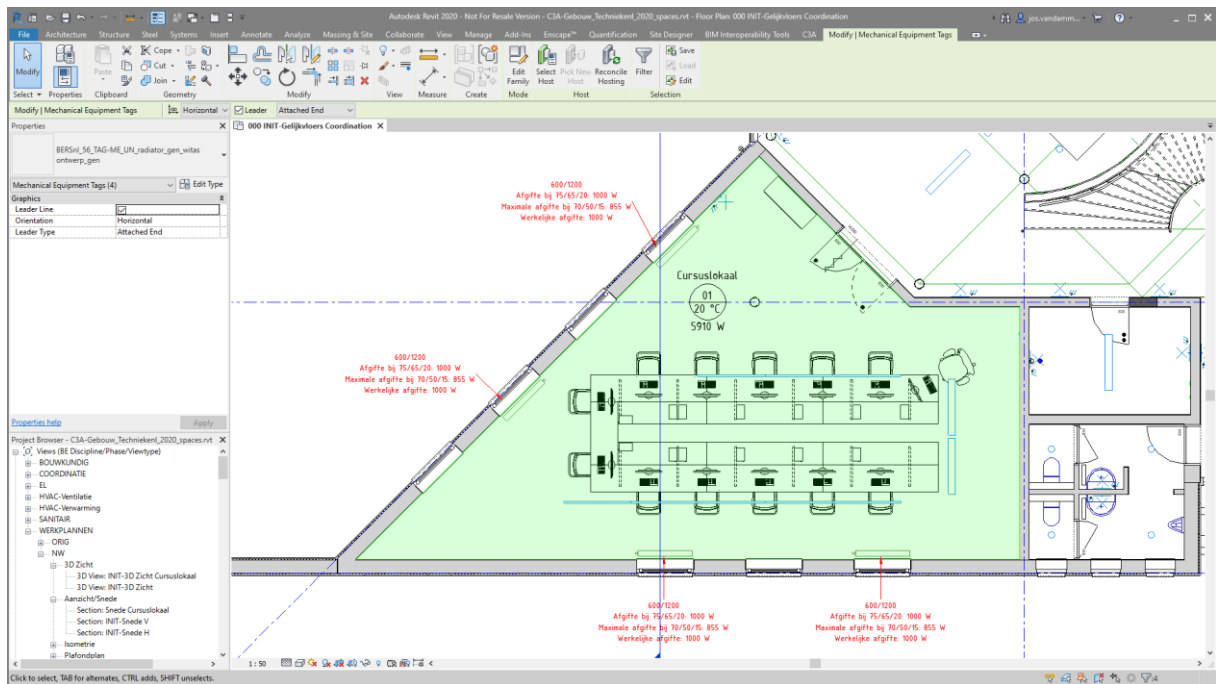 Autodesk Revit 2020 - Not For Resale Version - C3A-Gebouw_Techniekenl_2020_spaces.rvt - Floor Plan: 000 INIT-Gelijkvloers Coordination
jos.vandamm...
File Architecture Structure Steel Systems Insert Annotate Analyze Massing & Site Collaborate View Manage Add-Ins Enscape™ Quantification Site Designer BIM Interoperability Tools C3A Modify | Mechanical Equipment Tags
Modify
Paste
Cope
Cut
Join
Edit Family
Select Host
Pick New Host
Reconcile Hosting
Filter
Save
Load
Edit
Select Properties Clipboard Geometry Modify View Measure Create Mode Host Selection
Modify | Mechanical Equipment Tags Horizontal Leader Attached End
Properties
000 INIT-Gelijkvloers Coordination
BERSnl_56_TAG-ME_UN_radiator_gen_witas
ontwerp_gen
Mechanical Equipment Tags (4) Edit Type
Graphics
Leader Line
Orientation Horizontal
Leader Type Attached End
Properties help Apply
Project Browser - C3A-Gebouw_Techniekenl_2020_spaces.rvt
Views (BE Discipline/Phase/Viewtype)
BOUWKUNDIG
COORDINATIE
EL
HVAC-Ventilatie
HVAC-Verwarming
SANITAIR
WERKPLANNEN
ORIG
NW
3D Zicht
3D View: INIT-3D Zicht Cursuslokaal
3D View: INIT-3D Zicht
Aanzicht/Snede
Section: Snede Cursuslokaal
Section: INIT-Snede V
Section: INIT-Snede H
Isometrie
Plafondplan
600/1200
Afgifte bij 75/65/20: 1000 W
Maximale afgifte bij 70/50/15: 855 W
Werkelijke afgifte: 1000 W
Cursuslokaal
01
20 °C
5910 W
600/1200
Afgifte bij 75/65/20: 1000 W
Maximale afgifte bij 70/50/15: 855 W
Werkelijke afgifte: 1000 W
600/1200
Afgifte bij 75/65/20: 1000 W
Maximale afgifte bij 70/50/15: 855 W
Werkelijke afgifte: 1000 W
600/1200
Afgifte bij 75/65/20: 1000 W
Maximale afgifte bij 70/50/15: 855 W
Werkelijke afgifte: 1000 W
1 : 50
Click to select, TAB for alternates, CTRL adds, SHIFT unselects.
:4